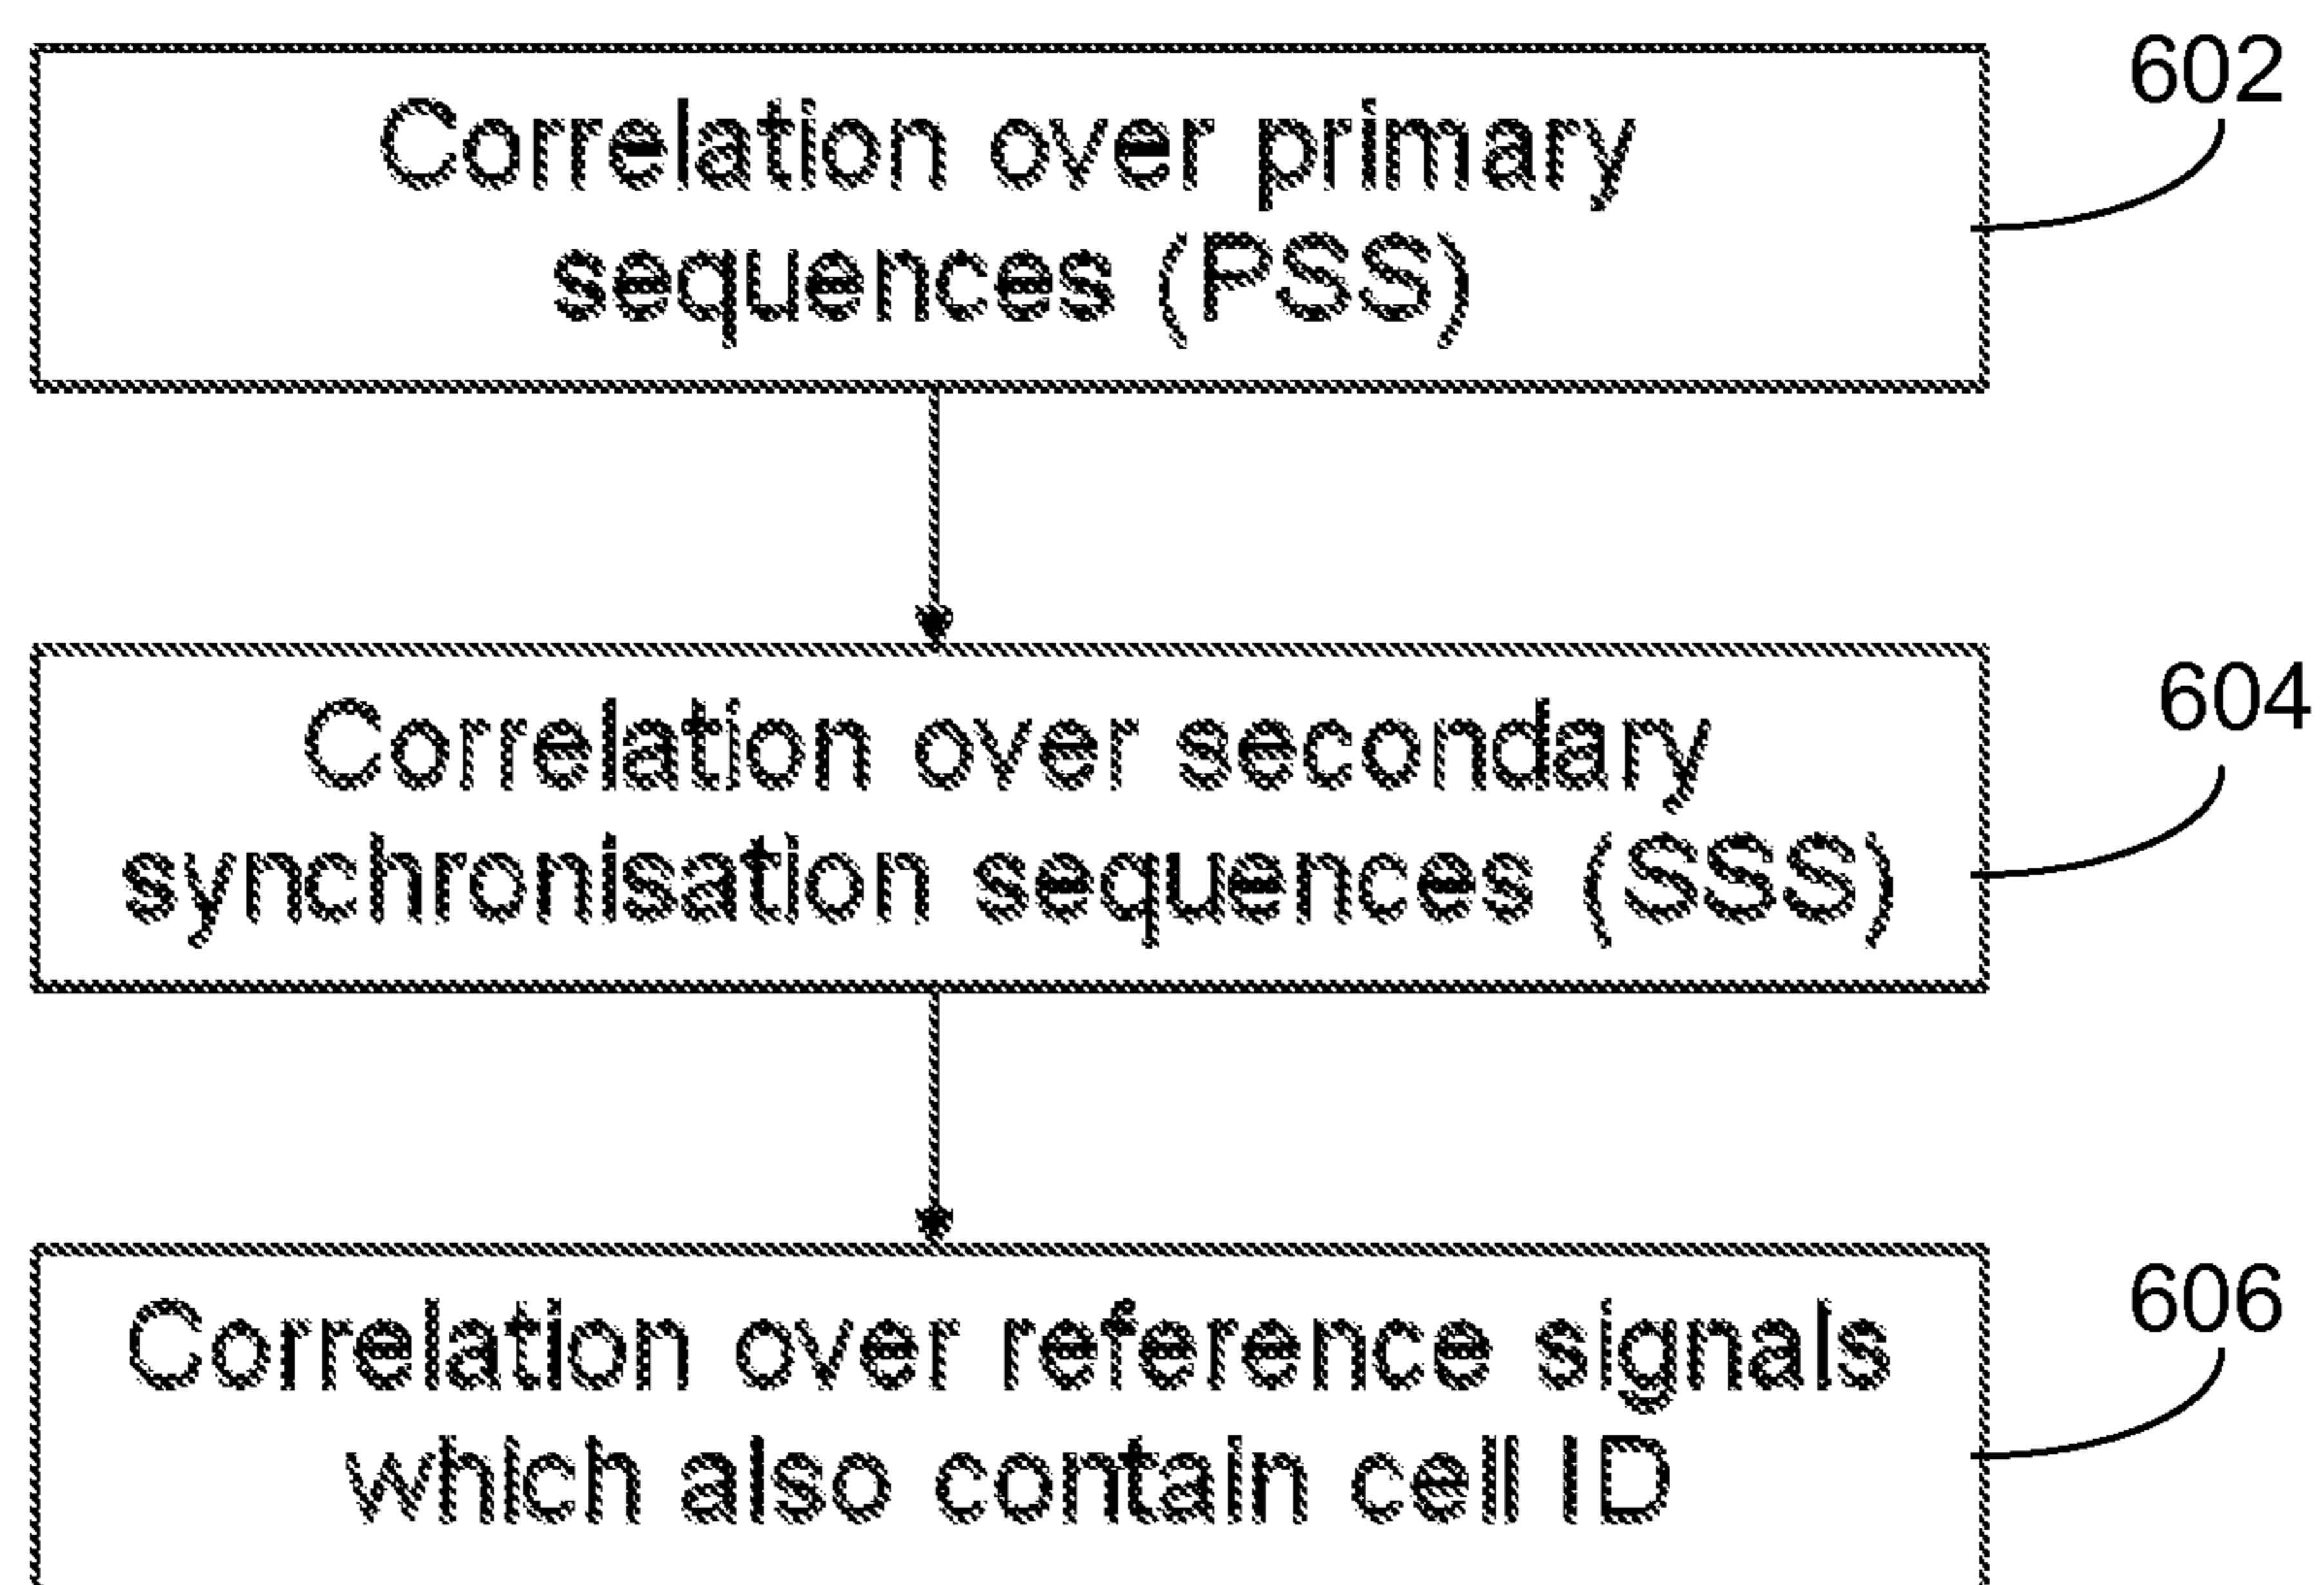 602
Correlation over primary
sequences (PSS)
604
Correlation over secondary
synchronisation sequences (SSS)
606
Correlation over reference signals
which also contain cell ID